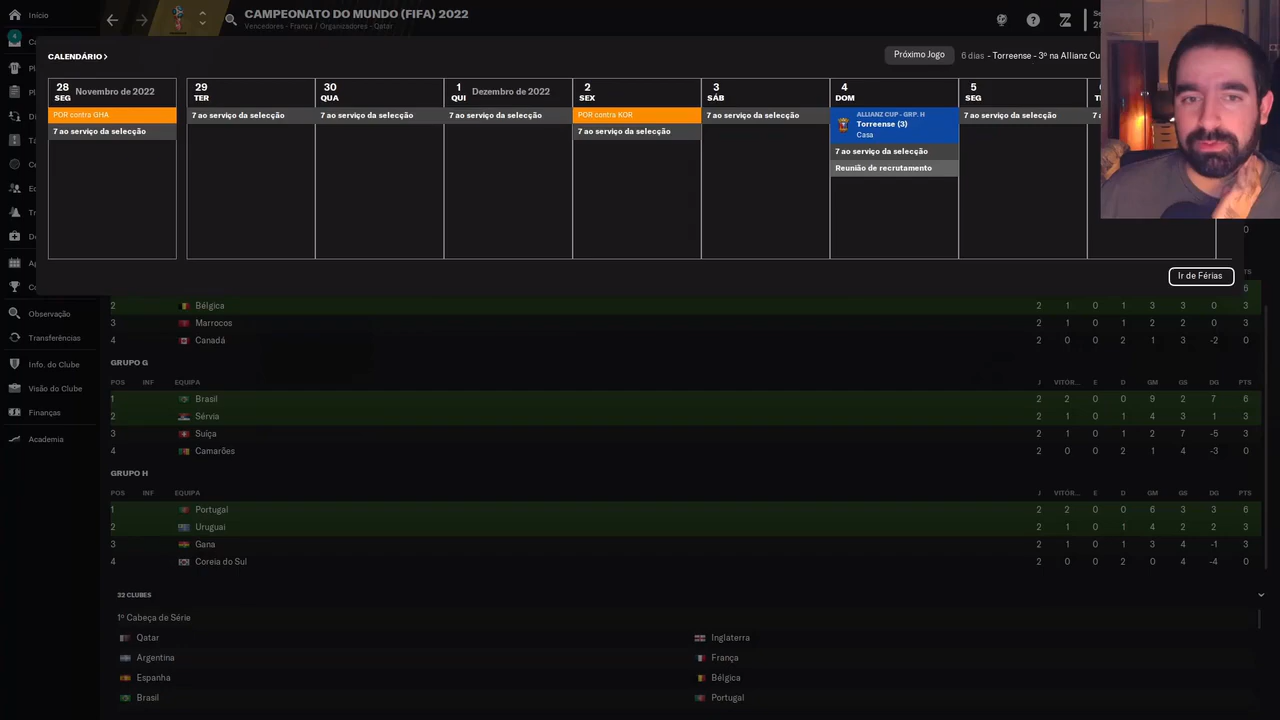 Início
CAMPEONATO DO MUNDO (FIFA) 2022
Vencedores - França / Organizadores - Qatar
CALENDÁRIO >
Próximo Jogo
6 dias - Torreense - 3º na Allianz Cu
28 SEG Novembro de 2022
29 TER
30 QUA
1 QUI Dezembro de 2022
2 SEX
3 SÁB
4 DOM
5 SEG
POR contra GHA
7 ao serviço da selecção
7 ao serviço da selecção
7 ao serviço da selecção
7 ao serviço da selecção
POR contra KOR
7 ao serviço da selecção
7 ao serviço da selecção
ALLIANZ CUP - GRP. H
Torreense (3)
Casa
7 ao serviço da selecção
Reunião de recrutamento
7 ao serviço da selecção
Ir de Férias
Observação
Transferências
Info. do Clube
Visão do Clube
Finanças
Academia
2 Bélgica 2 1 0 1 3 3 0 3
3 Marrocos 2 1 0 1 2 2 0 3
4 Canadá 2 0 0 2 1 3 -2 0
GRUPO G
POS INF EQUIPA J VITÓR... E D GM GS DG PTS
1 Brasil 2 2 0 0 9 2 7 6
2 Sérvia 2 1 0 1 4 3 1 3
3 Suíça 2 1 0 1 2 7 -5 3
4 Camarões 2 0 0 2 1 4 -3 0
GRUPO H
POS INF EQUIPA J VITÓR... E D GM GS DG PTS
1 Portugal 2 2 0 0 6 3 3 6
2 Uruguai 2 1 0 1 4 2 2 3
3 Gana 2 1 0 1 3 4 -1 3
4 Coreia do Sul 2 0 0 2 0 4 -4 0
32 CLUBES
1º Cabeça de Série
Qatar Inglaterra
Argentina França
Espanha Bélgica
Brasil Portugal